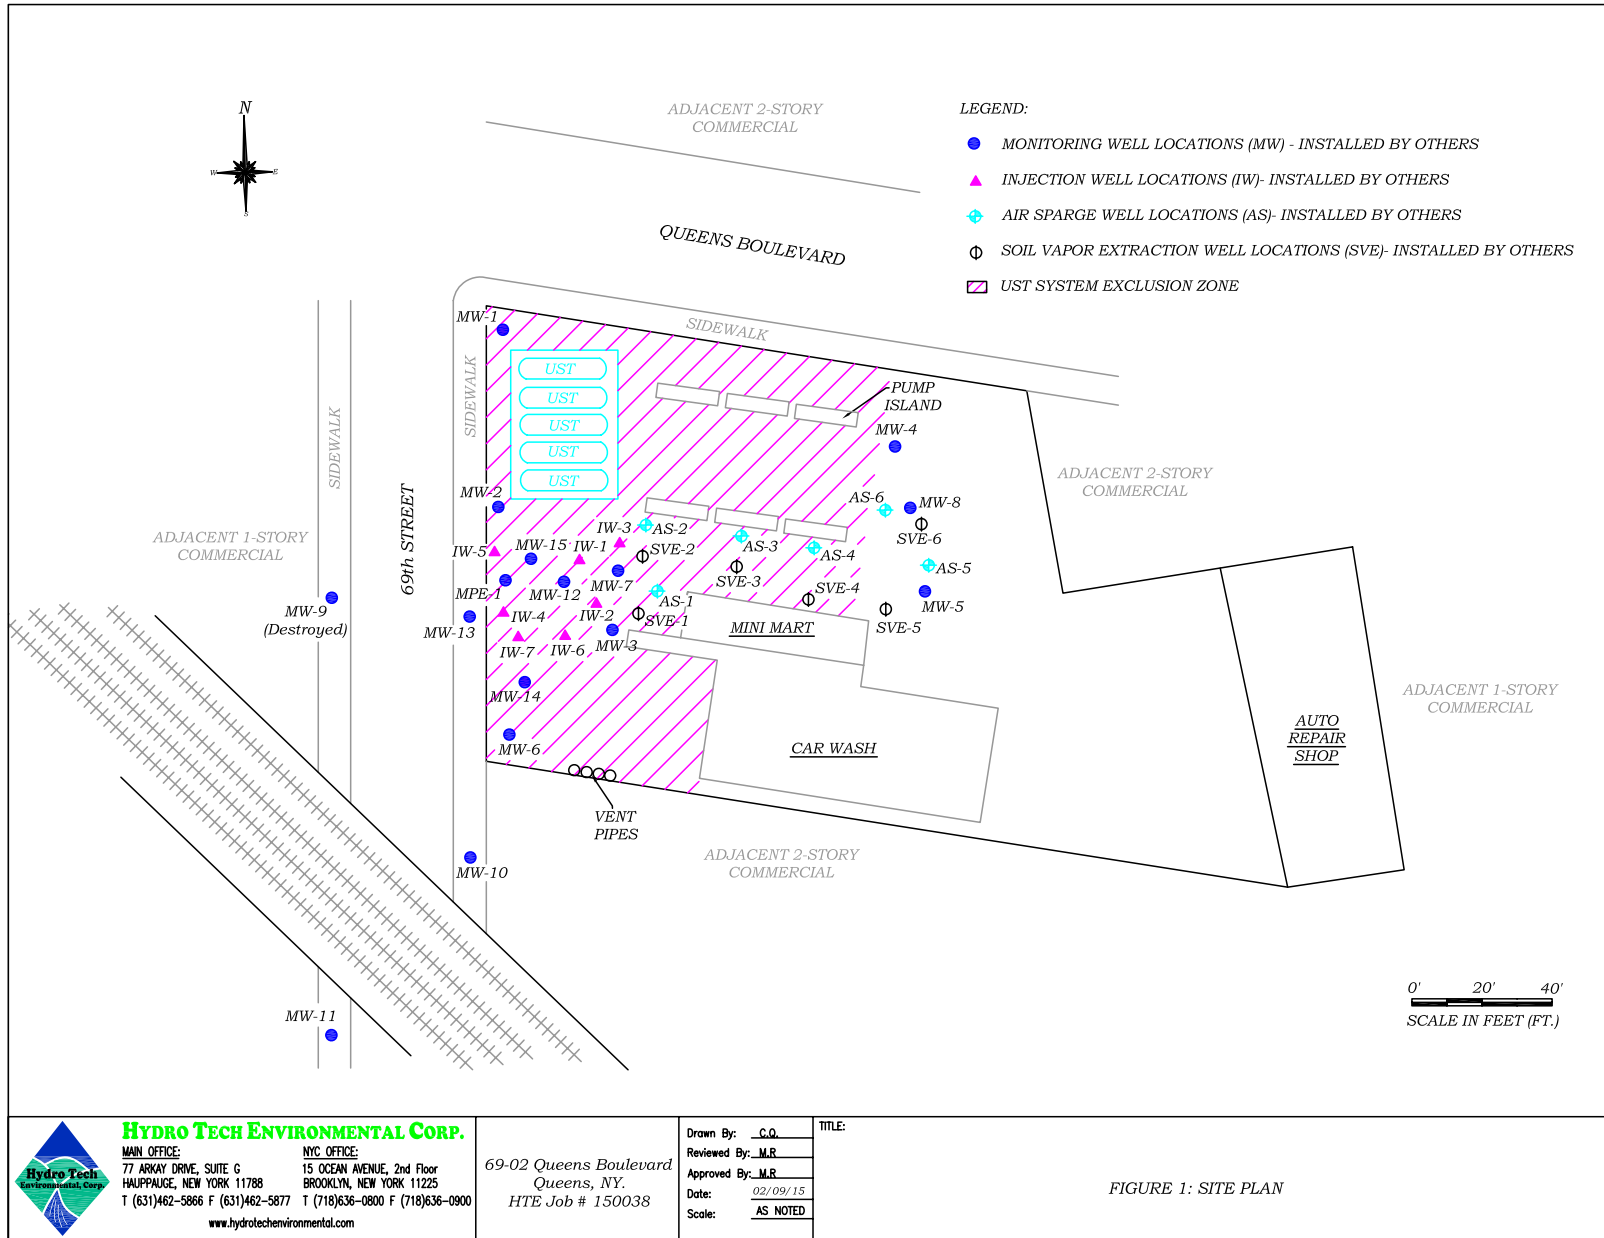 N
W
E
S
ADJACENT 2-STORY
COMMERCIAL
LEGEND:
MONITORING WELL LOCATIONS (MW) - INSTALLED BY OTHERS
INJECTION WELL LOCATIONS (IW)- INSTALLED BY OTHERS
AIR SPARGE WELL LOCATIONS (AS)- INSTALLED BY OTHERS
SOIL VAPOR EXTRACTION WELL LOCATIONS (SVE)- INSTALLED BY OTHERS
UST SYSTEM EXCLUSION ZONE
QUEENS BOULEVARD
SIDEWALK
MW-1
SIDEWALK
SIDEWALK
69th STREET
UST
UST
UST
UST
UST
PUMP
ISLAND
MW-4
ADJACENT 2-STORY
COMMERCIAL
MW-2
AS-6
MW-8
SVE-6
IW-3
AS-2
AS-3
AS-4
AS-5
ADJACENT 1-STORY
COMMERCIAL
IW-5
MW-15
IW-1
SVE-2
SVE-3
SVE-4
MPE-1
MW-12
MW-7
AS-1
MW-5
MW-9
(Destroyed)
MW-13
IW-4
IW-2
SVE-1
SVE-5
MINI MART
IW-7
IW-6
MW-3
MW-14
ADJACENT 1-STORY
COMMERCIAL
MW-6
CAR WASH
AUTO
REPAIR
SHOP
VENT
PIPES
ADJACENT 2-STORY
COMMERCIAL
MW-10
MW-11
0' 20' 40'
SCALE IN FEET (FT.)
Hydro Tech
Environmental, Corp.
HYDRO TECH ENVIRONMENTAL CORP.
MAIN OFFICE:
77 ARKAY DRIVE, SUITE G
HAUPPAUGE, NEW YORK 11788
T (631)462-5866 F (631)462-5877
NYC OFFICE:
15 OCEAN AVENUE, 2nd Floor
BROOKLYN, NEW YORK 11225
T (718)636-0800 F (718)636-0900
www.hydrotechenvironmental.com
69-02 Queens Boulevard
Queens, NY.
HTE Job # 150038
Drawn By: C.Q.
Reviewed By: M.R
Approved By: M.R
Date: 02/09/15
Scale: AS NOTED
TITLE:
FIGURE 1: SITE PLAN